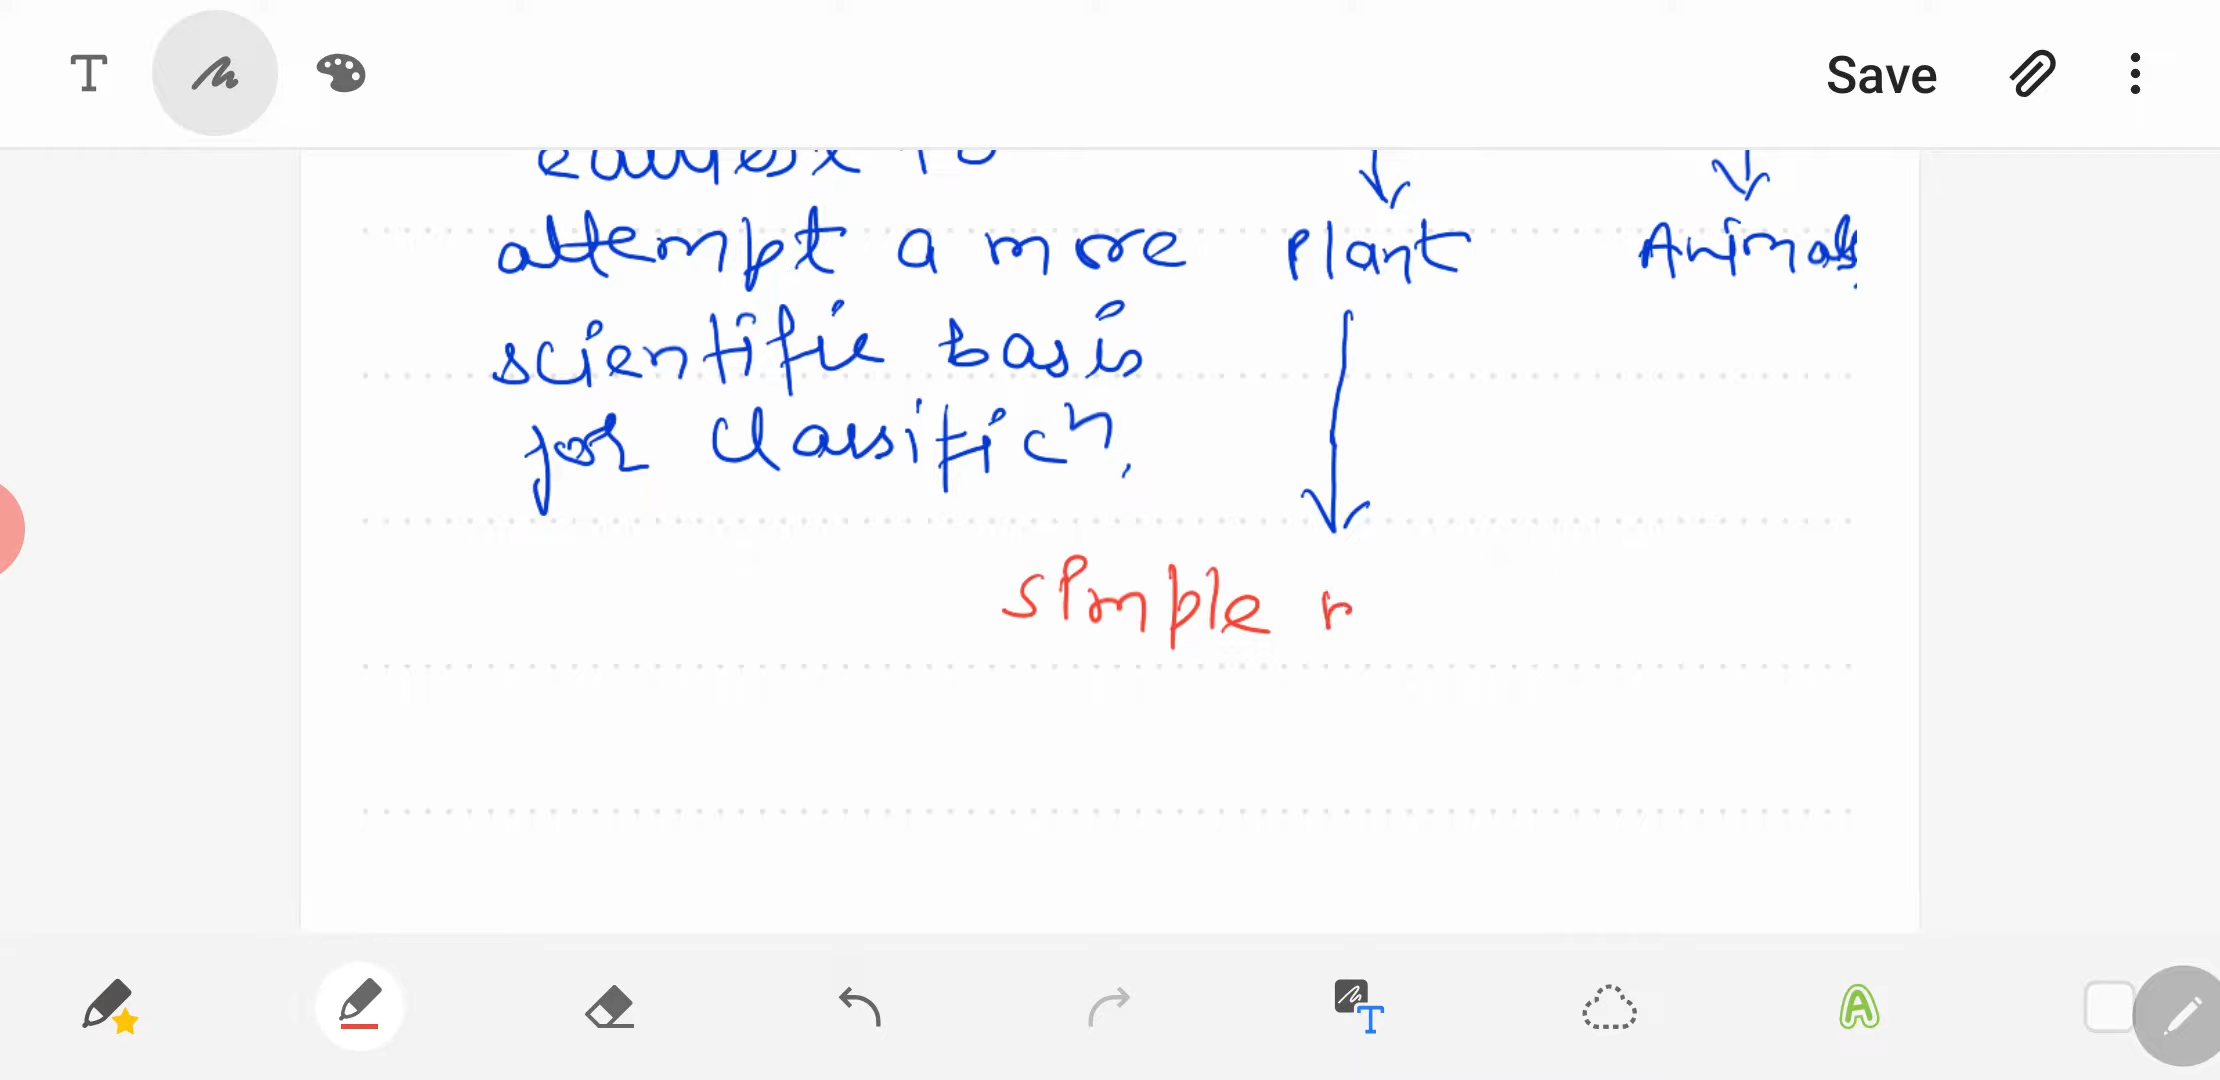 Save
attempt a more
scientific basis
for classificn.
↓ ↓
Plant Animals
↓
simple